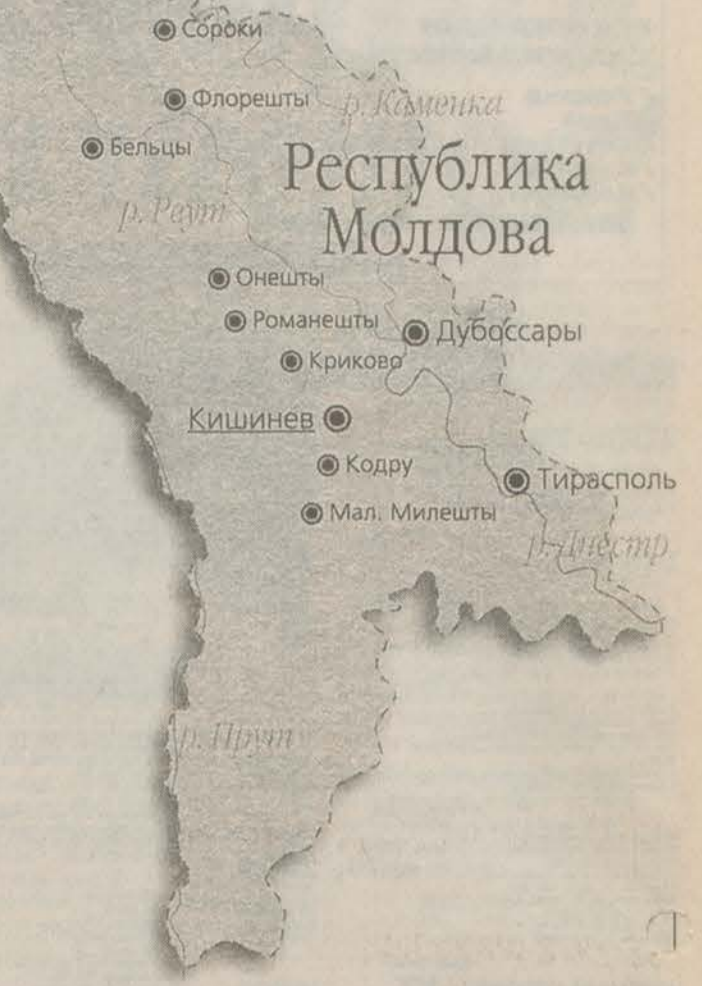 Сороки
Флорешты
р. Каменка
Бельцы
Республика
Молдова
р. Реут
Онешты
Романешты
Дубоссары
Криково
Кишинев
Кодру
Тирасполь
Мал. Милешты
р. Днестр
р. Прут